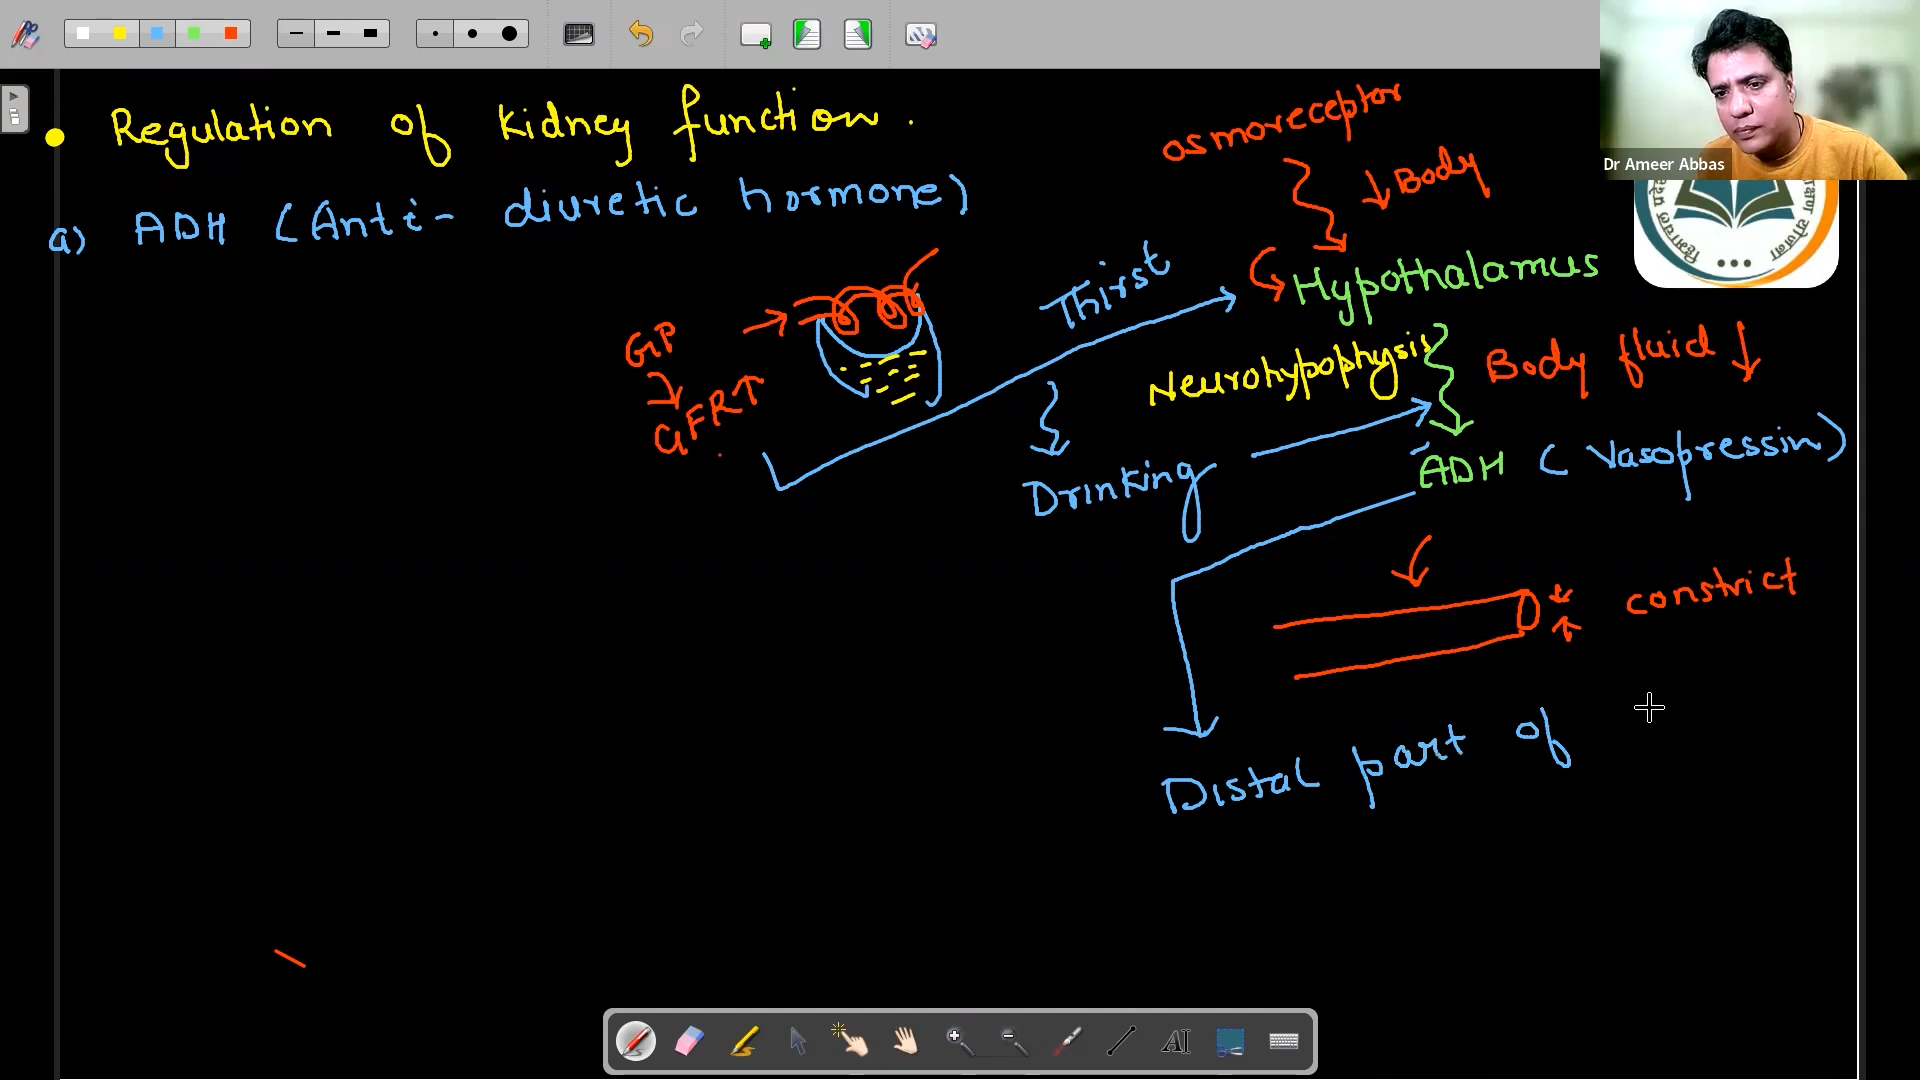 Dr Ameer Abbas
• Regulation of kidney function.
a) ADH (Anti-diuretic hormone)
osmoreceptor
↓ Body
Hypothalamus
Thirst
GP
GFR↑
Neurohypophysis
Body fluid ↓
Drinking
ADH (Vasopressin)
constrict
Distal part of
AI